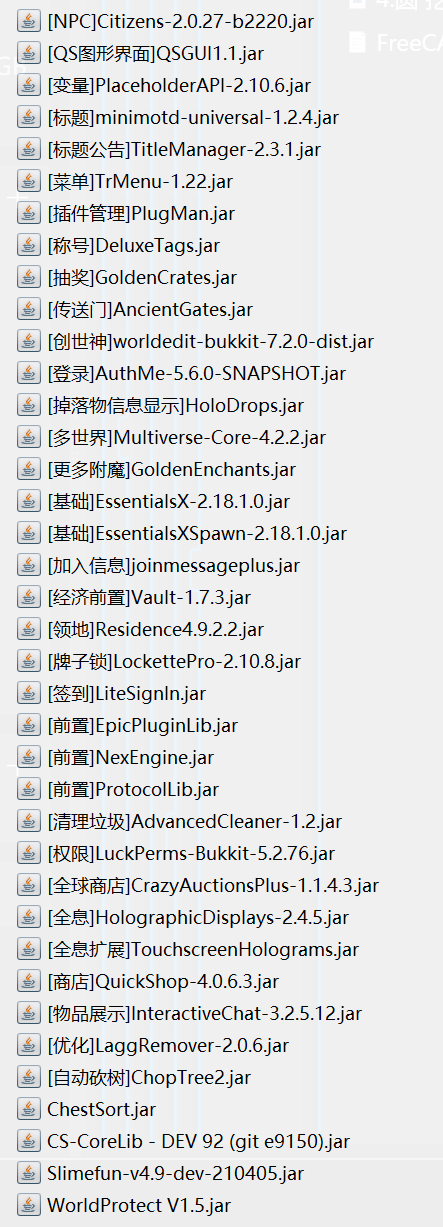 [NPC]Citizens-2.0.27-b2220.jar
[QS图形界面]QSGUI1.1.jar
[变量]PlaceholderAPI-2.10.6.jar
[标题]minimotd-universal-1.2.4.jar
[标题公告]TitleManager-2.3.1.jar
[菜单]TrMenu-1.22.jar
[插件管理]PlugMan.jar
[称号]DeluxeTags.jar
[抽奖]GoldenCrates.jar
[传送门]AncientGates.jar
[创世神]worldedit-bukkit-7.2.0-dist.jar
[登录]AuthMe-5.6.0-SNAPSHOT.jar
[掉落物信息显示]HoloDrops.jar
[多世界]Multiverse-Core-4.2.2.jar
[更多附魔]GoldenEnchants.jar
[基础]EssentialsX-2.18.1.0.jar
[基础]EssentialsXSpawn-2.18.1.0.jar
[加入信息]joinmessageplus.jar
[经济前置]Vault-1.7.3.jar
[领地]Residence4.9.2.2.jar
[牌子锁]LockettePro-2.10.8.jar
[签到]LiteSignIn.jar
[前置]EpicPluginLib.jar
[前置]NexEngine.jar
[前置]ProtocolLib.jar
[清理垃圾]AdvancedCleaner-1.2.jar
[权限]LuckPerms-Bukkit-5.2.76.jar
[全球商店]CrazyAuctionsPlus-1.1.4.3.jar
[全息]HolographicDisplays-2.4.5.jar
[全息扩展]TouchscreenHolograms.jar
[商店]QuickShop-4.0.6.3.jar
[物品展示]InteractiveChat-3.2.5.12.jar
[优化]LaggRemover-2.0.6.jar
[自动砍树]ChopTree2.jar
ChestSort.jar
CS-CoreLib - DEV 92 (git e9150).jar
Slimefun-v4.9-dev-210405.jar
WorldProtect V1.5.jar